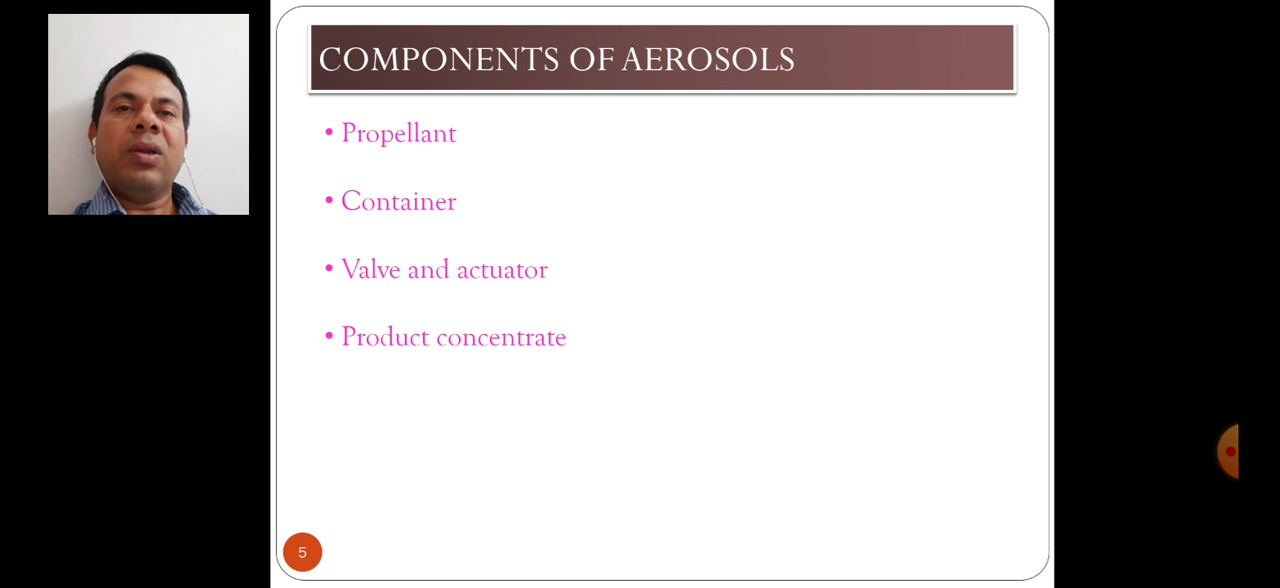 COMPONENTS OF AEROSOLS
• Propellant
• Container
• Valve and actuator
• Product concentrate
5